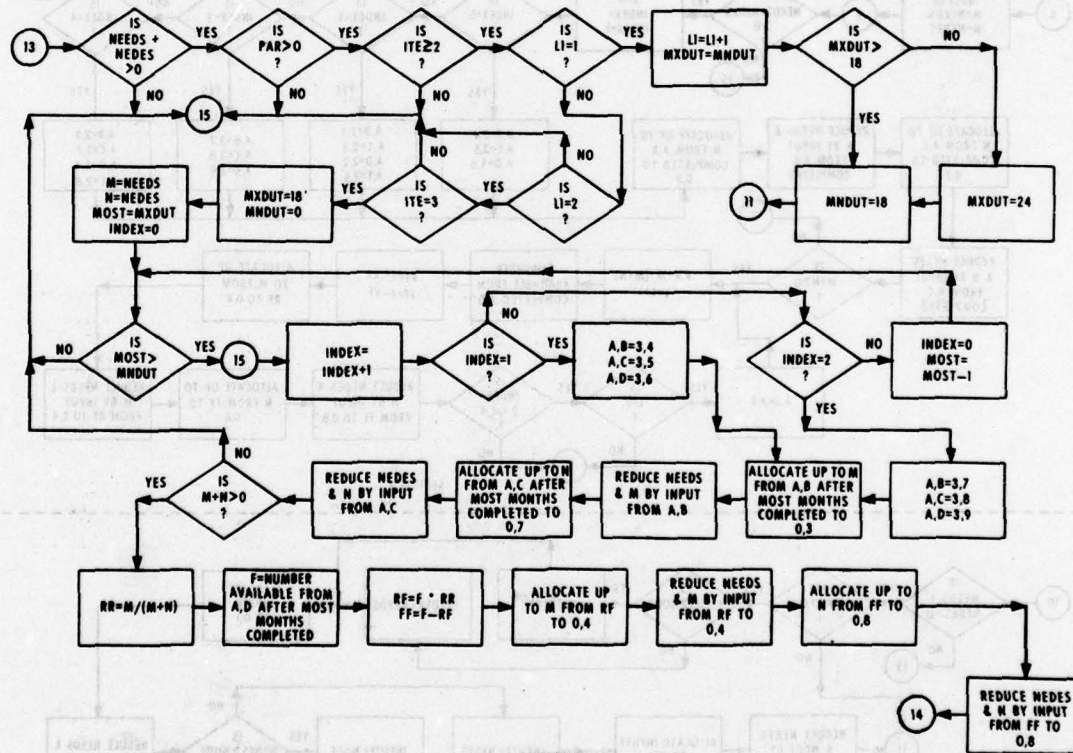 13
IS
NEEDS +
NEDES
>0
YES
NO
IS
PAR>0
?
YES
NO
IS
ITE≥2
?
YES
NO
IS
LI=1
?
YES
NO
LI=LI+1
MXDUT=MNDUT
IS
MXDUT>
18
NO
YES
15
M=NEEDS
N=NEDES
MOST=MXDUT
INDEX=0
MXDUT=18
MNDUT=0
YES
IS
ITE=3
?
NO
YES
IS
LI=2
?
NO
11
MNDUT=18
MXDUT=24
NO
IS
MOST>
MNDUT
YES
15
INDEX=
INDEX+1
IS
INDEX=1
?
NO
YES
A,B=3,4
A,C=3,5
A,D=3,6
IS
INDEX=2
?
NO
YES
INDEX=0
MOST=
MOST-1
YES
IS
M+N>0
?
NO
REDUCE NEDES
& N BY INPUT
FROM A,C
ALLOCATE UP TO N
FROM A,C AFTER
MOST MONTHS
COMPLETED TO
0,7
REDUCE NEEDS
& M BY INPUT
FROM A,B
ALLOCATE UP TO M
FROM A,B AFTER
MOST MONTHS
COMPLETED TO
0,3
A,B=3,7
A,C=3,8
A,D=3,9
RR=M/(M+N)
F=NUMBER
AVAILABLE FROM
A,D AFTER MOST
MONTHS
COMPLETED
RF=F * RR
FF=F-RF
ALLOCATE UP
TO M FROM RF
TO 0,4
REDUCE NEEDS
& M BY INPUT
FROM RF TO
0,4
ALLOCATE UP TO
N FROM FF TO
0,8
14
REDUCE NEDES
& N BY INPUT
FROM FF TO
0,8